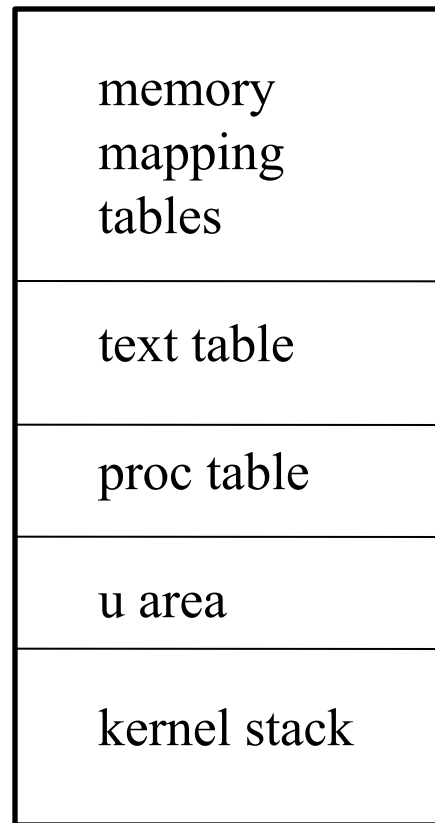 memory
mapping
tables
text table
proc table
u area
kernel stack